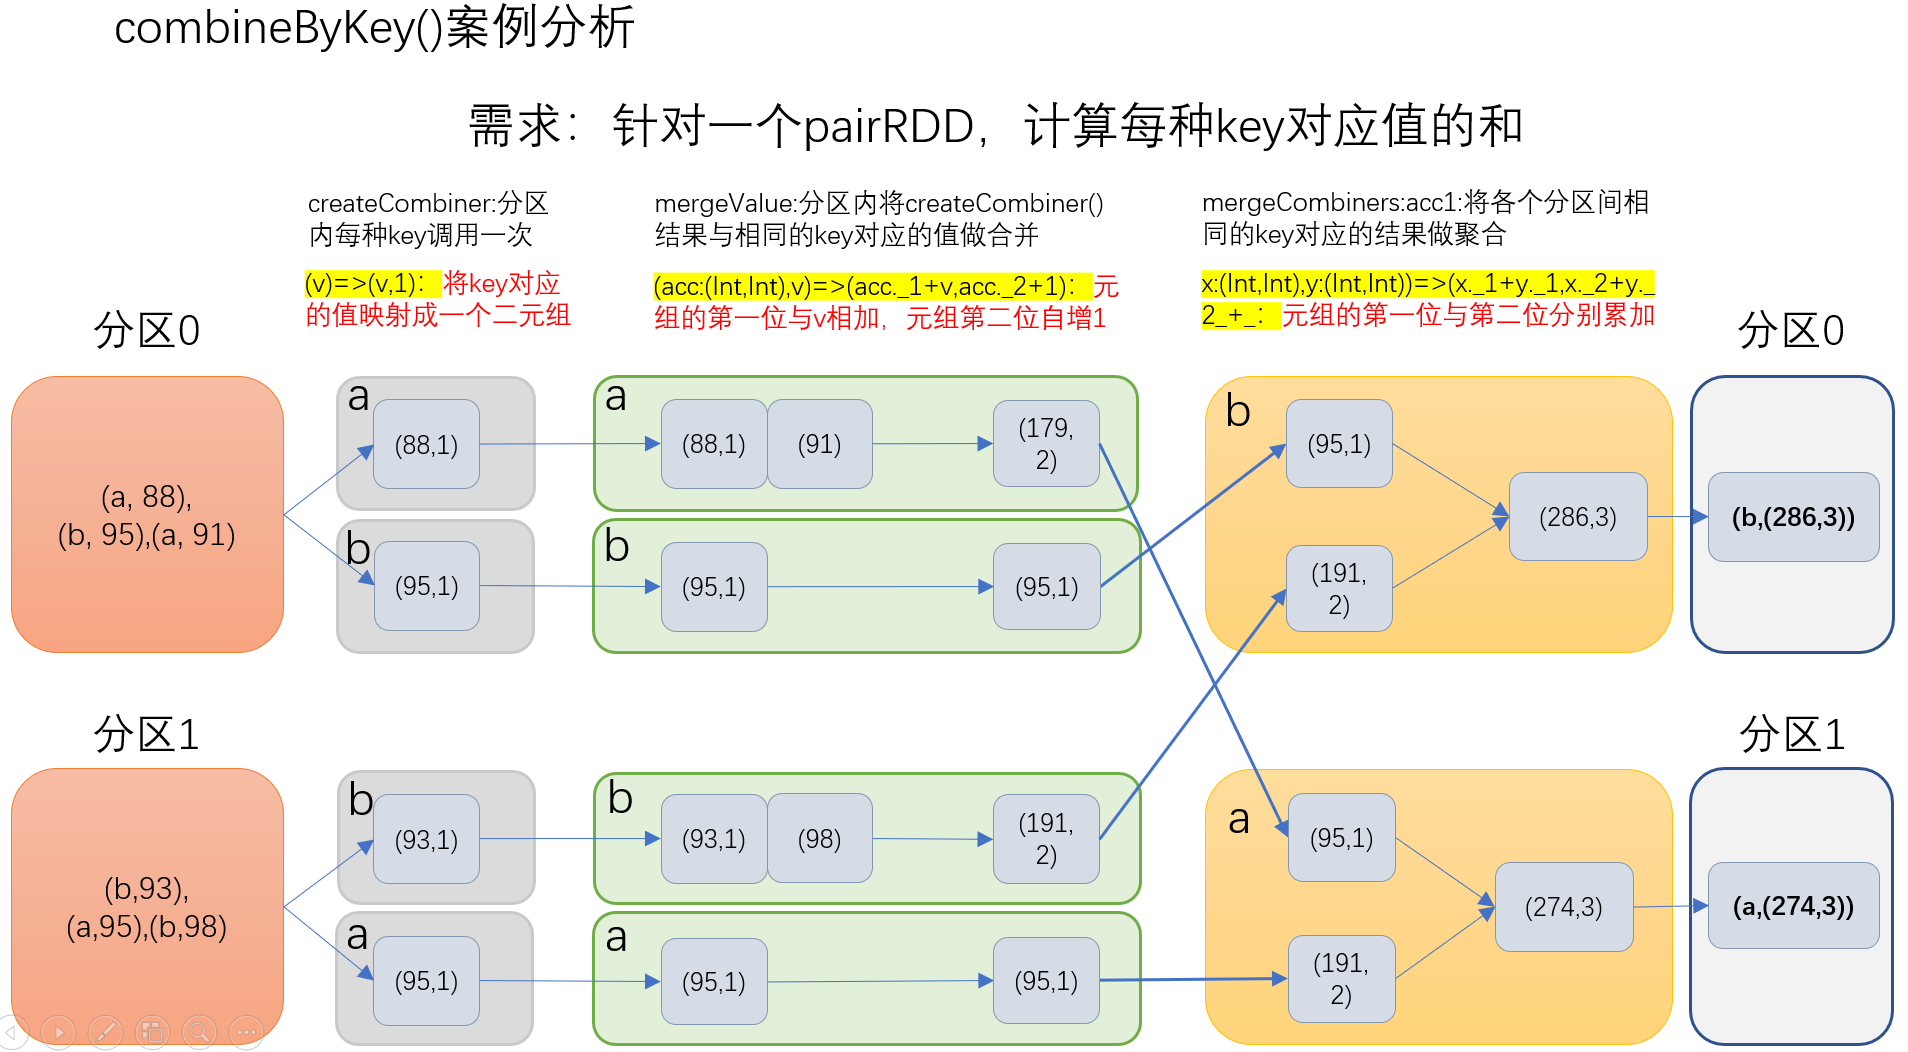 combineByKey()案例分析
需求：针对一个pairRDD，计算每种key对应值的和
createCombiner:分区
内每种key调用一次
(v)=>(v,1)：将key对应
的值映射成一个二元组
mergeValue:分区内将createCombiner()
结果与相同的key对应的值做合并
(acc:(Int,Int),v)=>(acc._1+v,acc._2+1)：元
组的第一位与v相加，元组第二位自增1
mergeCombiners:acc1:将各个分区间相
同的key对应的结果做聚合
x:(Int,Int),y:(Int,Int))=>(x._1+y._1,x._2+y._
2_+_：元组的第一位与第二位分别累加
分区0
(a, 88),
(b, 95),(a, 91)
a
(88,1)
b
(95,1)
a
(88,1)
(91)
(179,
2)
b
(95,1)
(95,1)
b
(95,1)
(191,
2)
(286,3)
分区0
(b,(286,3))
分区1
(b,93),
(a,95),(b,98)
b
(93,1)
a
(95,1)
b
(93,1)
(98)
(191,
2)
a
(95,1)
(95,1)
a
(95,1)
(191,
2)
(274,3)
分区1
(a,(274,3))